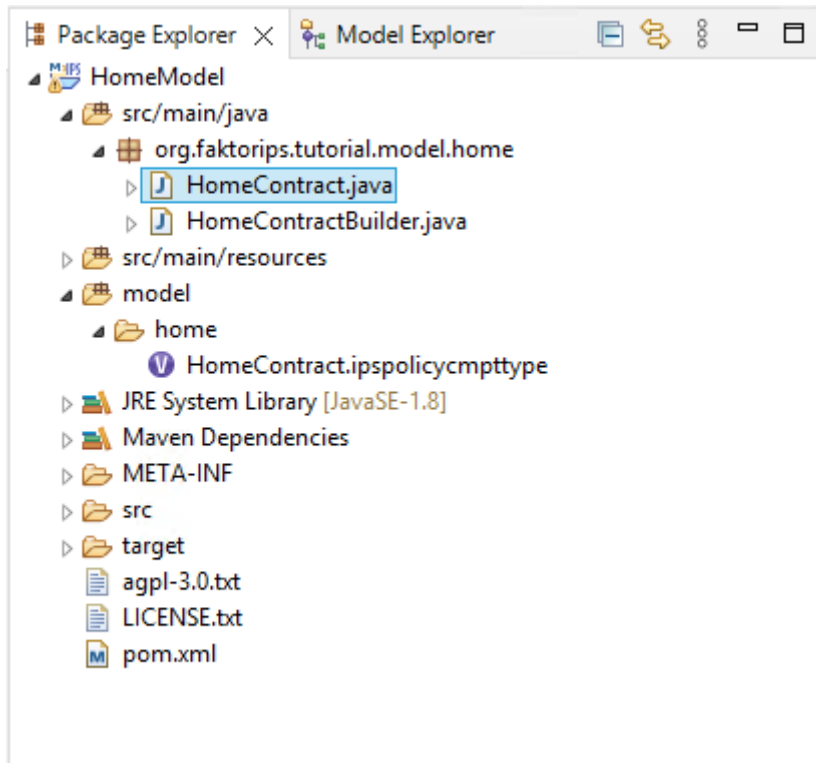 Package Explorer Model Explorer
HomeModel
src/main/java
org.faktorips.tutorial.model.home
HomeContract.java
HomeContractBuilder.java
src/main/resources
model
home
HomeContract.ipspolicycmpttype
JRE System Library [JavaSE-1.8]
Maven Dependencies
META-INF
src
target
agpl-3.0.txt
LICENSE.txt
pom.xml